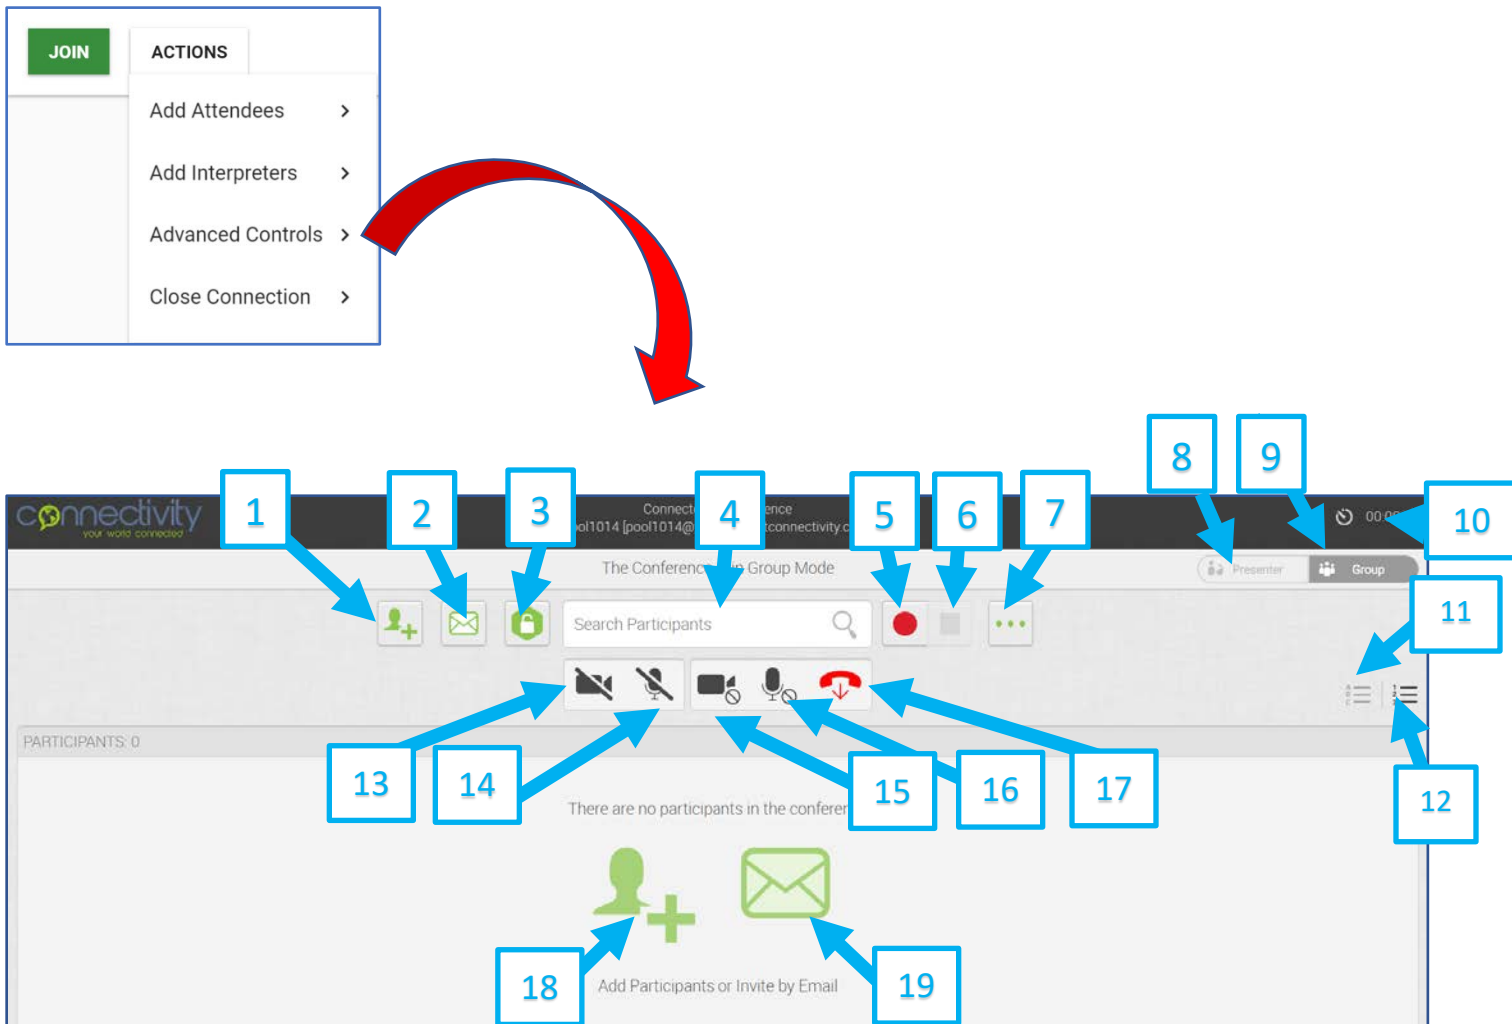 JOIN ACTIONS
Add Attendees
Add Interpreters
Advanced Controls
Close Connection
8 9
1 2 3 4 5 6 7 10
connectivity
your world connected
The Group Mode
Presenter Group
11
Search Participants
PARTICIPANTS: 0
13 14 15 16 17 12
There are no participants in the
18 19
Add Participants or Invite by Email